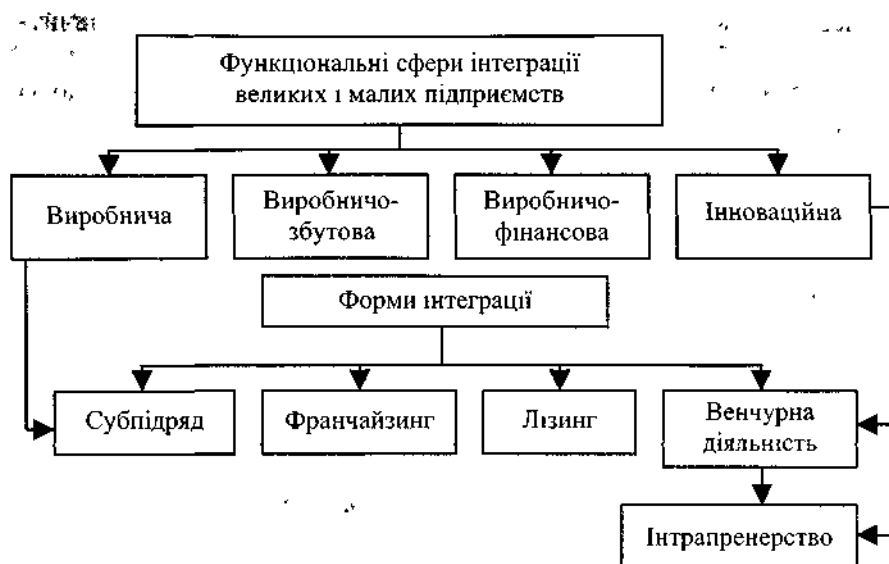 Функціональні сфери інтеграції
великих і малих підприємств
Виробнича
Виробничо-
збутова
Виробничо-
фінансова
Інноваційна
Форми інтеграції
Субпідряд
Франчайзинг
Лізинг
Венчурна
діяльність
Інтрапренерство